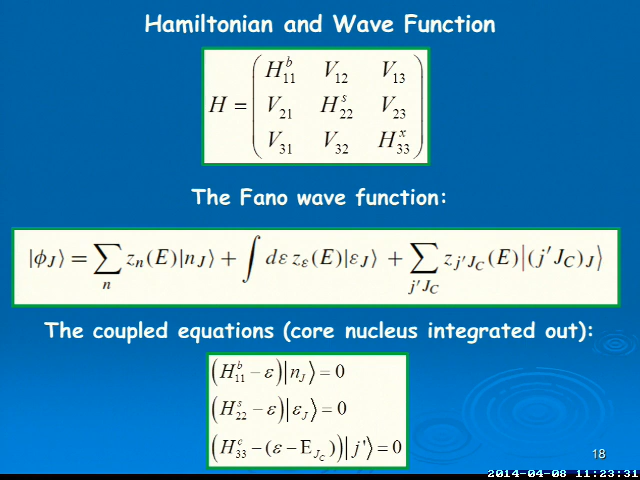 Hamiltonian and Wave Function
H = ( H^b_11 V_12 V_13
V_21 H^s_22 V_23
V_31 V_32 H^x_33 )
The Fano wave function:
|ϕ_J⟩ = ∑_n z_n(E)|n_J⟩ + ∫ dε z_ε(E)|ε_J⟩ + ∑_{j′J_C} z_{j′J_C}(E)|(j′J_C)_J⟩
The coupled equations (core nucleus integrated out):
(H^b_11 − ε)|n_J⟩ = 0
(H^s_22 − ε)|ε_J⟩ = 0
(H^c_33 − (ε − E_{J_C}))|j'⟩ = 0
18
2014-04-08 11:23:31